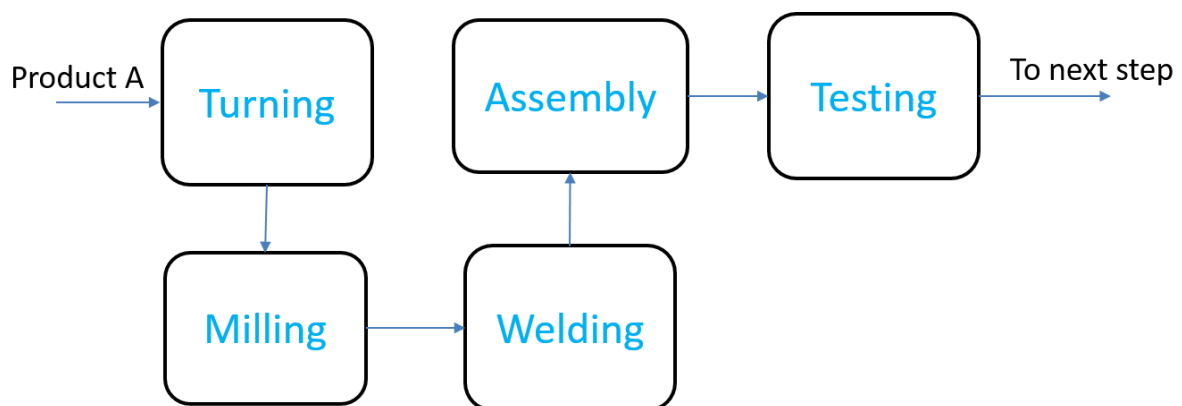 Product A
Turning
Milling
Welding
Assembly
Testing
To next step